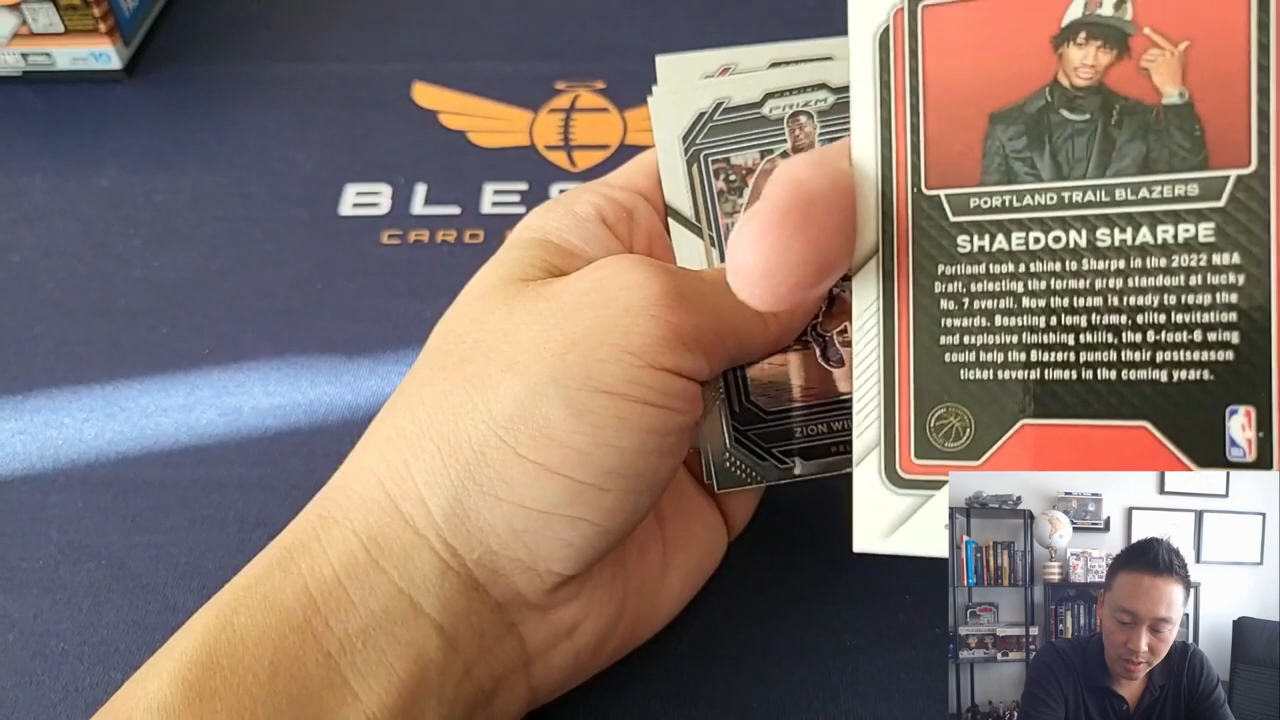 BLES
CARD
PANINI
PRIZM
ZION WI
PEL
PORTLAND TRAIL BLAZERS
SHAEDON SHARPE
Portland took a shine to Sharpe in the 2022 NBA
Draft, selecting the former prep standout at lucky
No. 7 overall. Now the team is ready to reap the
rewards. Boasting a long frame, elite levitation
and explosive finishing skills, the 6-foot-6 wing
could help the Blazers punch their postseason
ticket several times in the coming years.